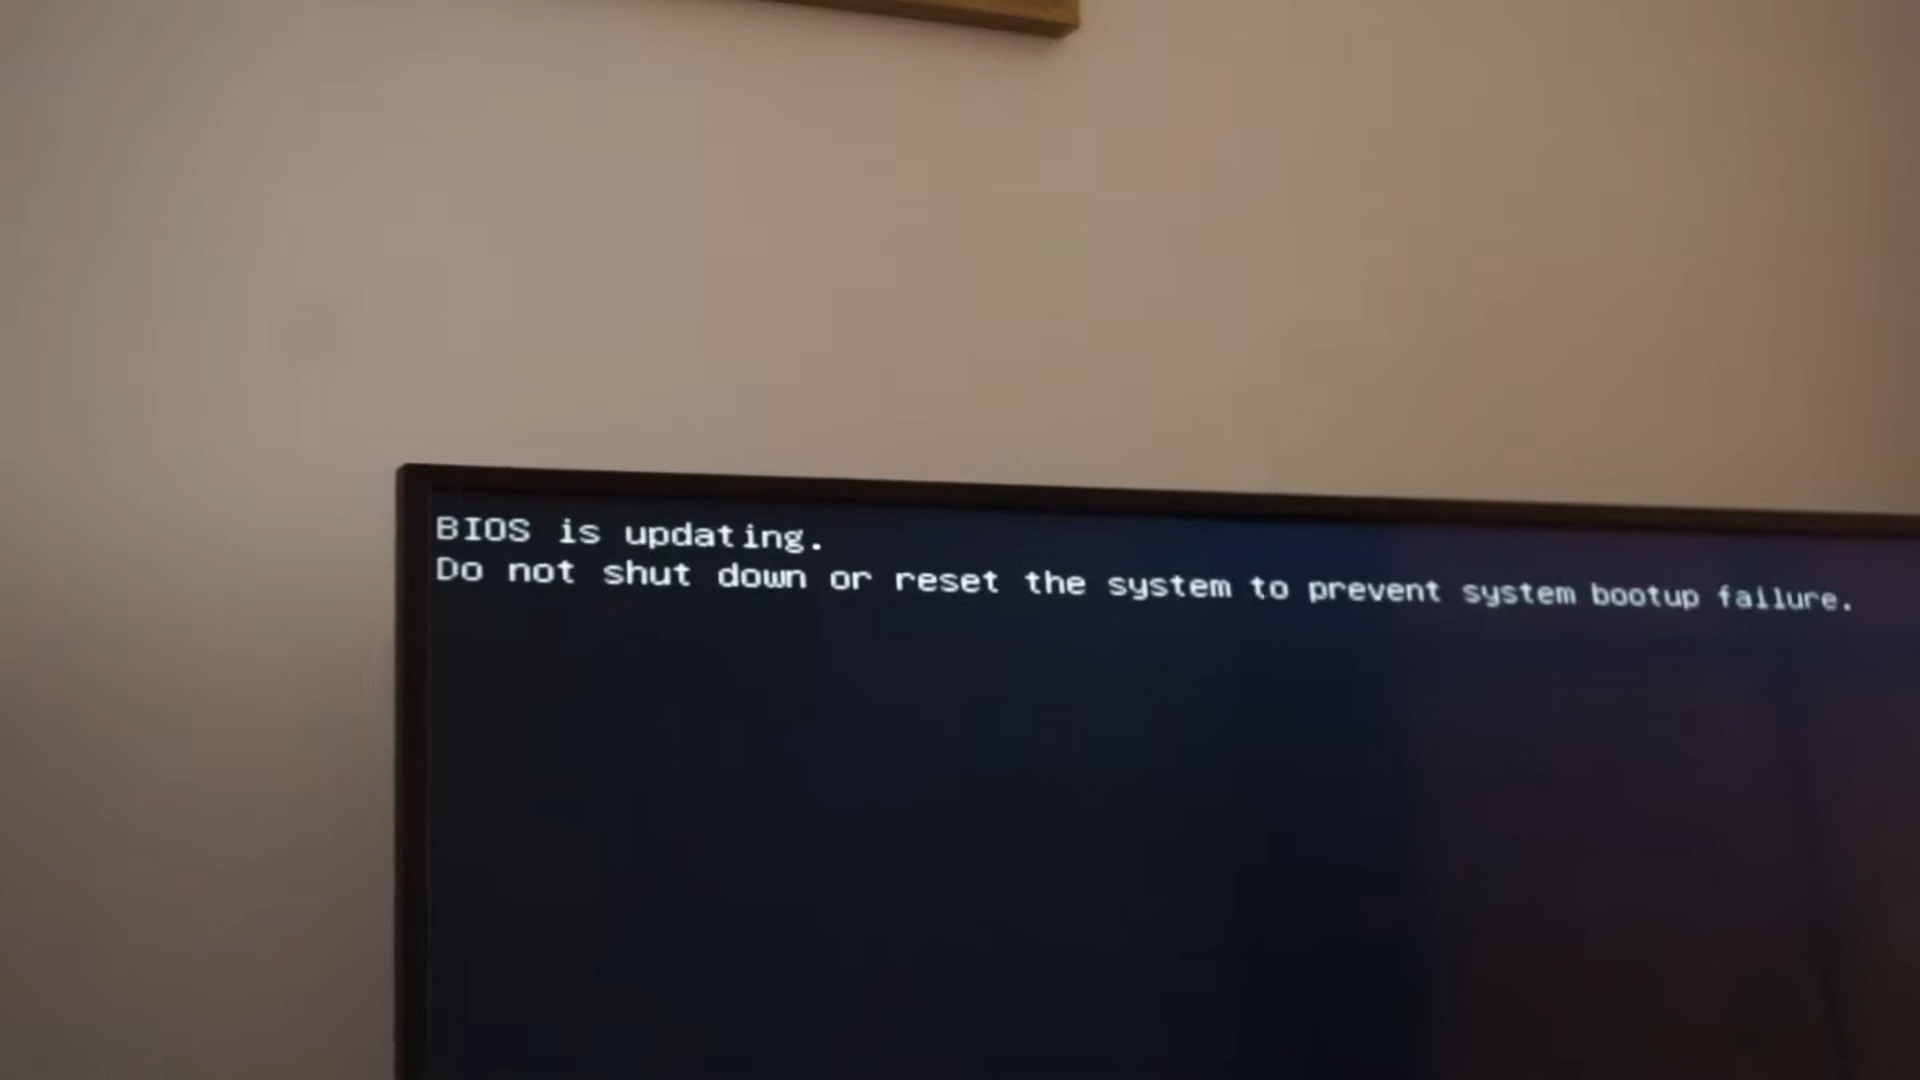 BIOS is updating.
Do not shut down or reset the system to prevent system bootup failure.